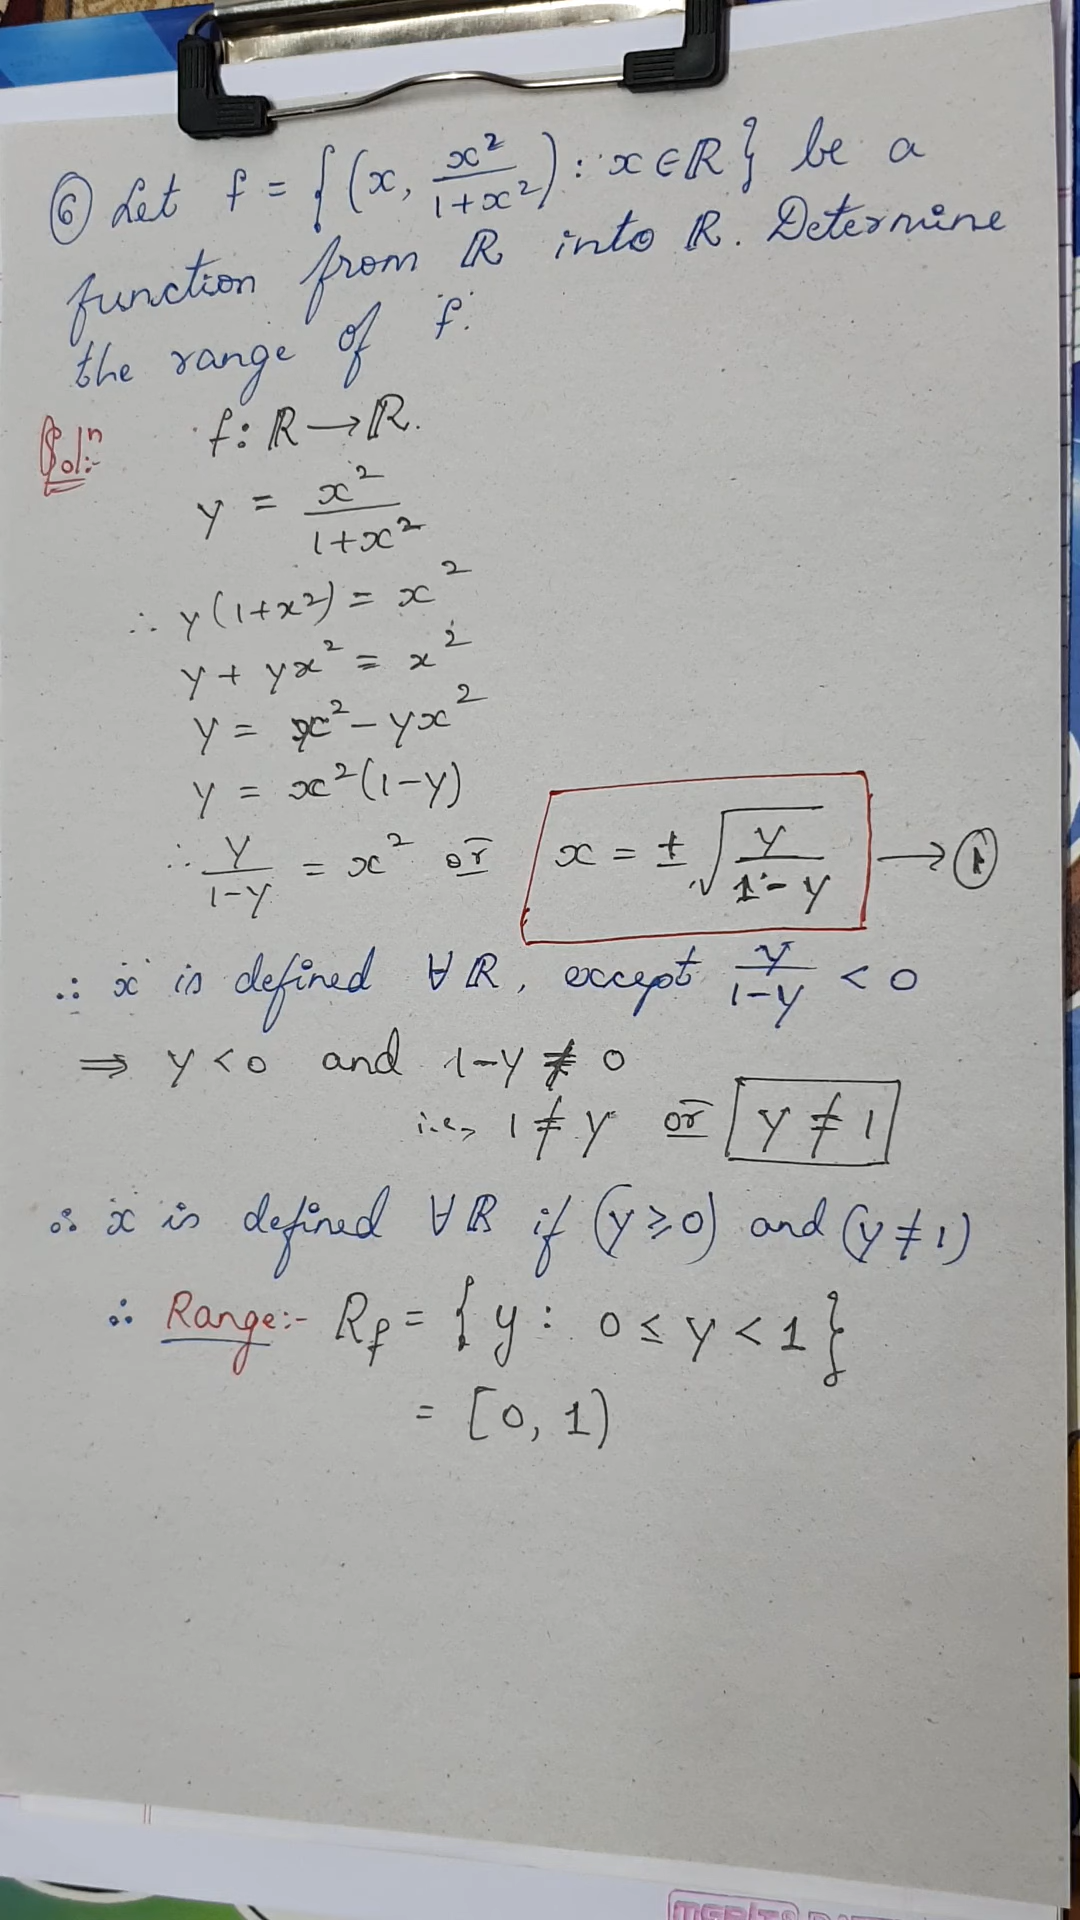 ⑥ Let f = {(x, x²/(1+x²)) : x ∈ ℝ} be a
function from ℝ into ℝ. Determine
the range of f.
Solⁿ:- f: ℝ → ℝ.
y = x²/(1+x²)
∴ y(1+x²) = x²
y + yx² = x²
y = x² - yx²
y = x²(1-y)
∴ y/(1-y) = x² or x = ± √(y/(1-y)) → ①
∴ x is defined ∀ ℝ, except y/(1-y) < 0
⇒ y < 0 and 1-y ≠ 0
i.e., 1 ≠ y or y ≠ 1
∴ x is defined ∀ ℝ if (y ≥ 0) and (y ≠ 1)
∴ Range:- R_f = {y : 0 ≤ y < 1}
= [0, 1)